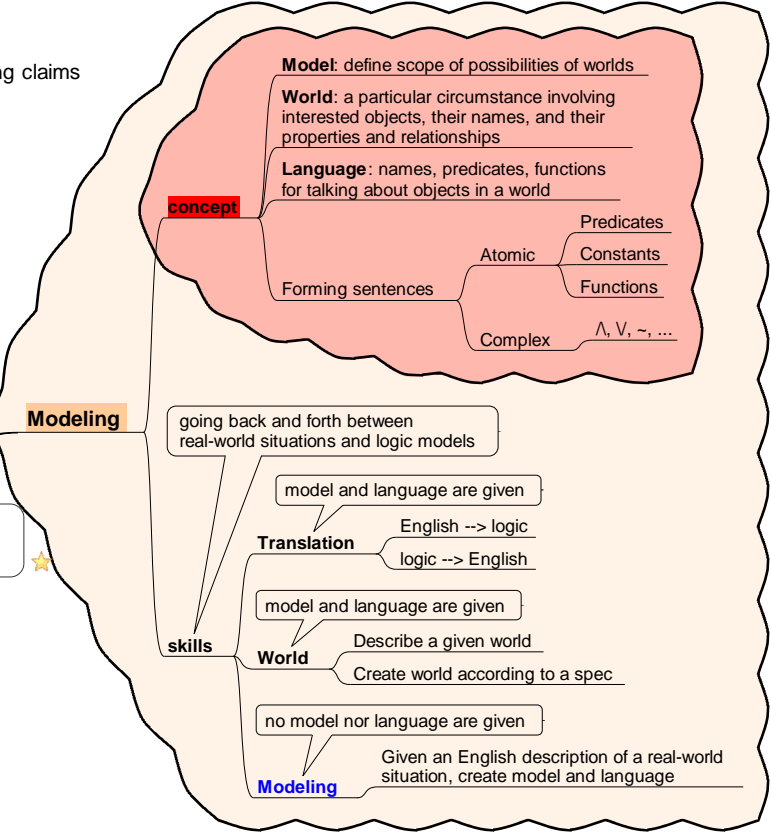 claims
Model: define scope of possibilities of worlds
World: a particular circumstance involving
interested objects, their names, and their
properties and relationships
Language: names, predicates, functions
for talking about objects in a world
concept
Forming sentences
Atomic
Predicates
Constants
Functions
Complex
/\, \/, ~, ...
Modeling
going back and forth between
real-world situations and logic models
model and language are given
Translation
English --> logic
logic --> English
skills
model and language are given
World
Describe a given world
Create world according to a spec
no model nor language are given
Modeling
Given an English description of a real-world
situation, create model and language